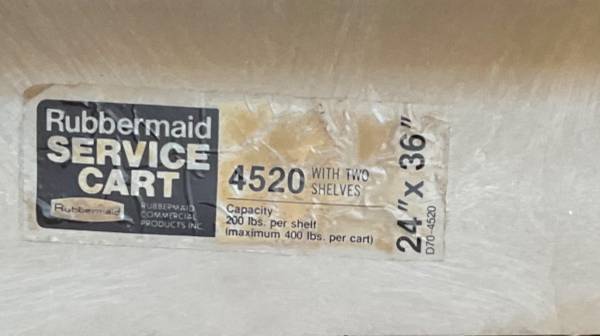 Rubbermaid
SERVICE
CART
Rubbermaid
RUBBERMAID
COMMERCIAL
PRODUCTS INC.
4520 WITH TWO
SHELVES
Capacity
200 lbs. per shelf
(maximum 400 lbs. per cart)
24" x 36"
D70-4520